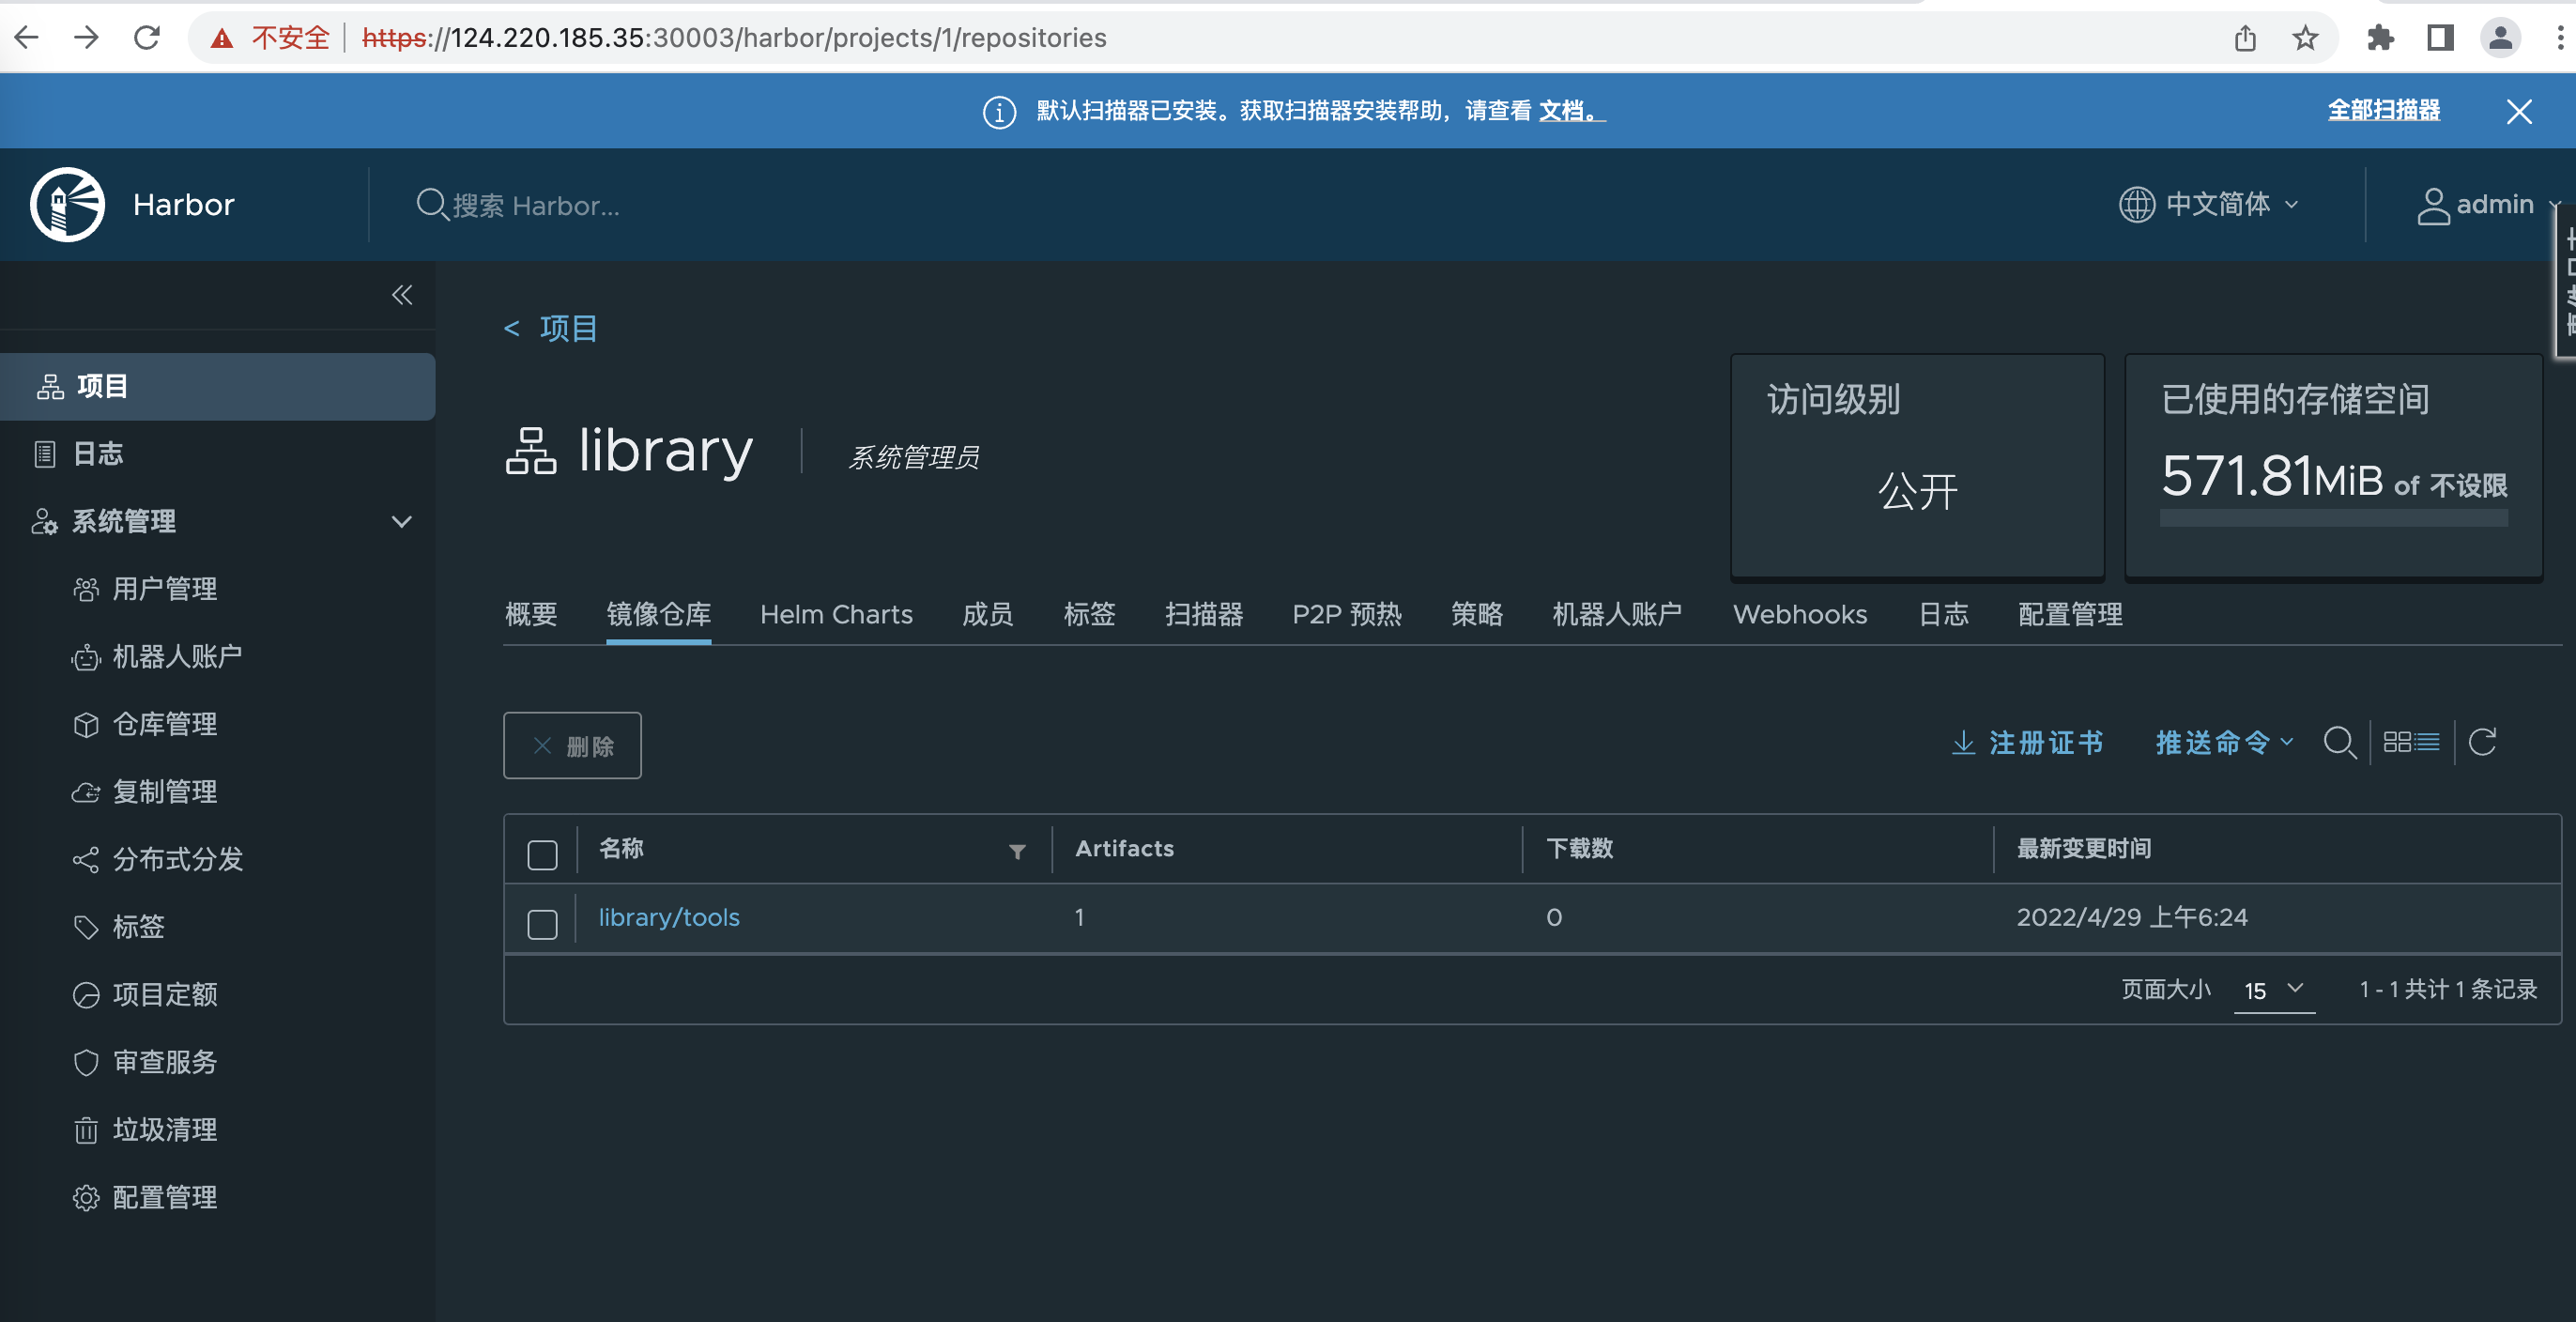 不安全 https://124.220.185.35:30003/harbor/projects/1/repositories
默认扫描器已安装。获取扫描器安装帮助，请查看 文档。 全部扫描器
Harbor 搜索 Harbor... 中文简体 admin
项目
日志
系统管理
用户管理
机器人账户
仓库管理
复制管理
分布式分发
标签
项目定额
审查服务
垃圾清理
配置管理
< 项目
library 系统管理员
访问级别
公开
已使用的存储空间
571.81MiB of 不设限
概要 镜像仓库 Helm Charts 成员 标签 扫描器 P2P 预热 策略 机器人账户 Webhooks 日志 配置管理
删除 注册证书 推送命令
名称 Artifacts 下载数 最新变更时间
library/tools 1 0 2022/4/29 上午6:24
页面大小 15 1 - 1 共计 1 条记录